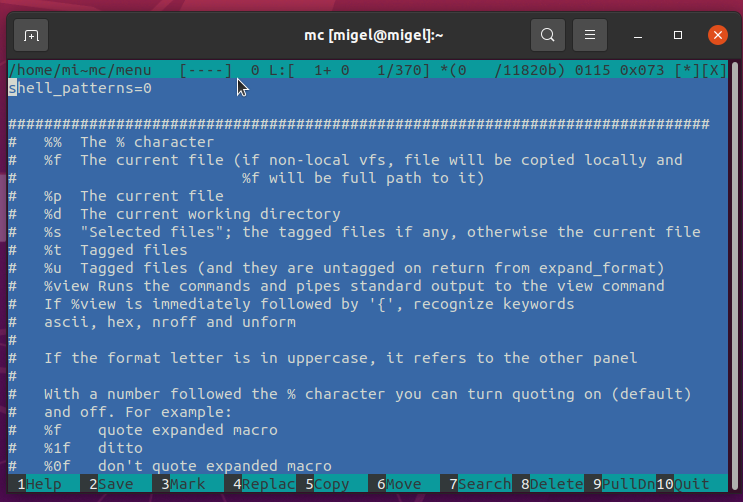 mc [migel@migel]:~
/home/mi~mc/menu   [----]  0 L:[  1+ 0   1/370] *(0   /11820b) 0115 0x073 [*][X]
shell_patterns=0
##############################################################################
#   %%  The % character
#   %f  The current file (if non-local vfs, file will be copied locally and
#                         %f will be full path to it)
#   %p  The current file
#   %d  The current working directory
#   %s  "Selected files"; the tagged files if any, otherwise the current file
#   %t  Tagged files
#   %u  Tagged files (and they are untagged on return from expand_format)
#   %view Runs the commands and pipes standard output to the view command
#   If %view is immediately followed by '{', recognize keywords
#   ascii, hex, nroff and unform
#
#   If the format letter is in uppercase, it refers to the other panel
#
#   With a number followed the % character you can turn quoting on (default)
#   and off. For example:
#   %f    quote expanded macro
#   %1f   ditto
#   %0f   don't quote expanded macro
1Help  2Save  3Mark  4Replac 5Copy  6Move  7Search 8Delete 9PullDn 10Quit